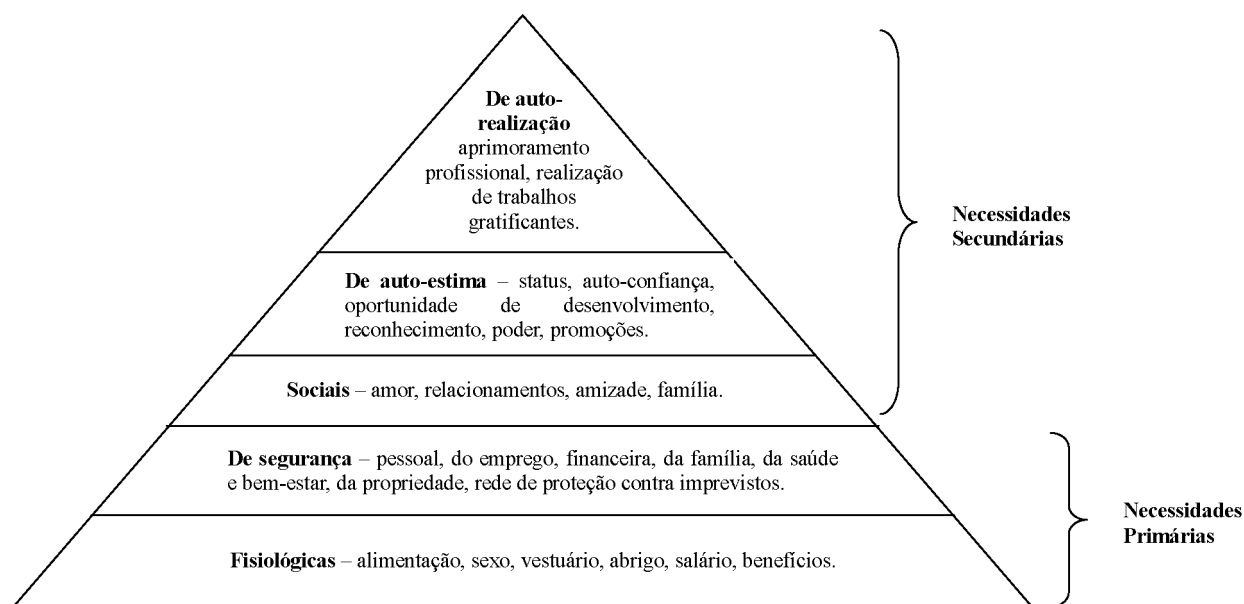 De auto-
realização
aprimoramento
profissional, realização
de trabalhos
gratificantes.
Necessidades
Secundárias
De auto-estima – status, auto-confiança,
oportunidade de desenvolvimento,
reconhecimento, poder, promoções.
Sociais – amor, relacionamentos, amizade, família.
De segurança – pessoal, do emprego, financeira, da família, da saúde
e bem-estar, da propriedade, rede de proteção contra imprevistos.
Necessidades
Primárias
Fisiológicas – alimentação, sexo, vestuário, abrigo, salário, benefícios.